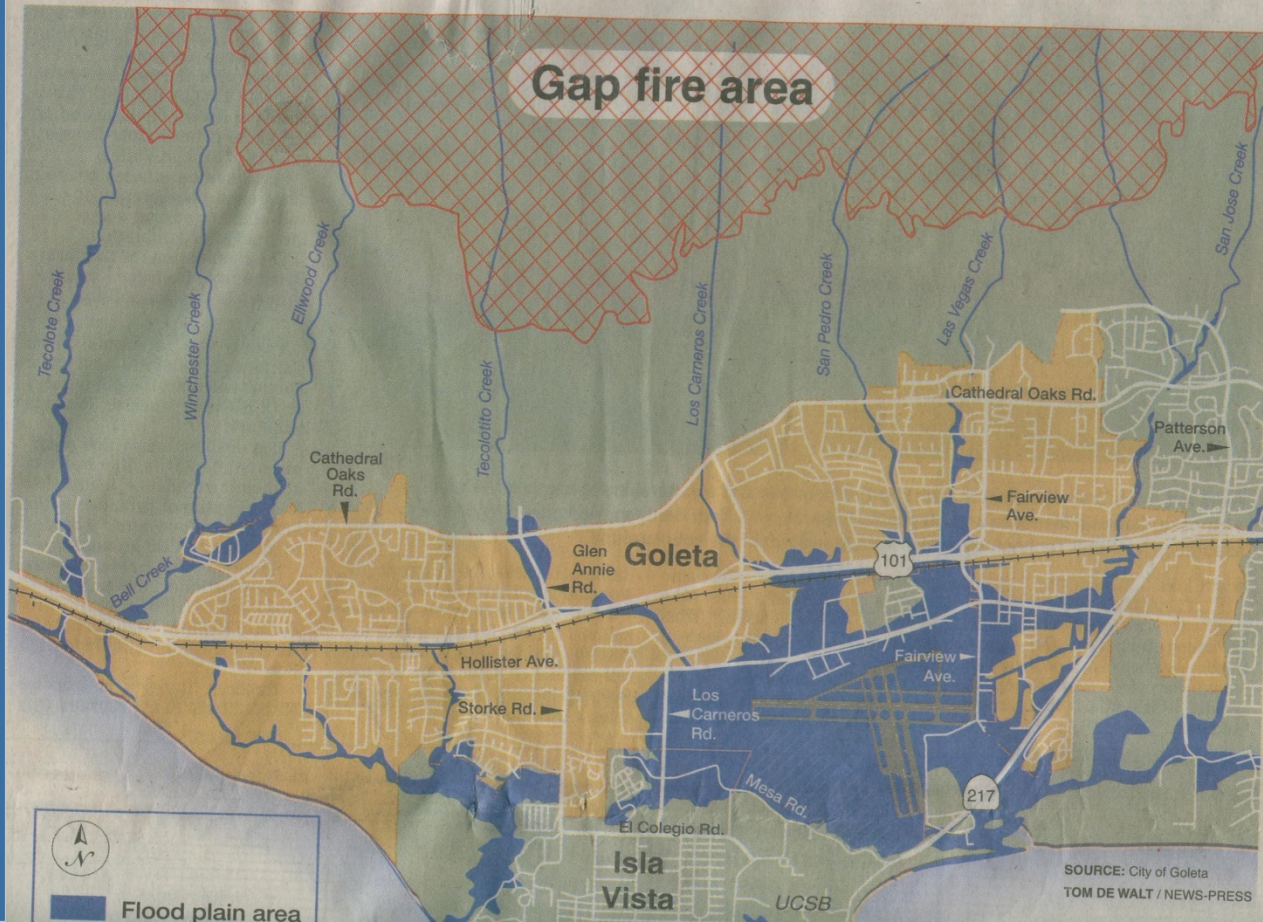 Gap fire area
Tecolote Creek
Winchester Creek
Ellwood Creek
Tecolotito Creek
Los Carneros Creek
San Pedro Creek
Las Vegas Creek
San Jose Creek
Cathedral Oaks Rd.
Patterson
Ave.
Cathedral
Oaks
Rd.
Fairview
Ave.
Glen
Annie
Rd.
Goleta
101
Bell Creek
Hollister Ave.
Fairview
Ave.
Storke Rd.
Los
Carneros
Rd.
Mesa Rd.
217
El Colegio Rd.
Isla
Vista
UCSB
N
Flood plain area
SOURCE: City of Goleta
TOM DE WALT / NEWS-PRESS